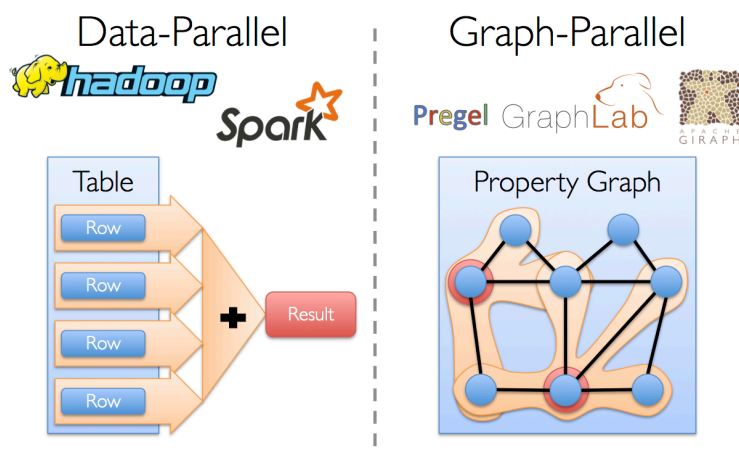 Data-Parallel
Graph-Parallel
hadoop
Spark
Pregel
GraphLab
APACHE
GIRAPH
Table
Row
Row
Row
Row
+
Result
Property Graph